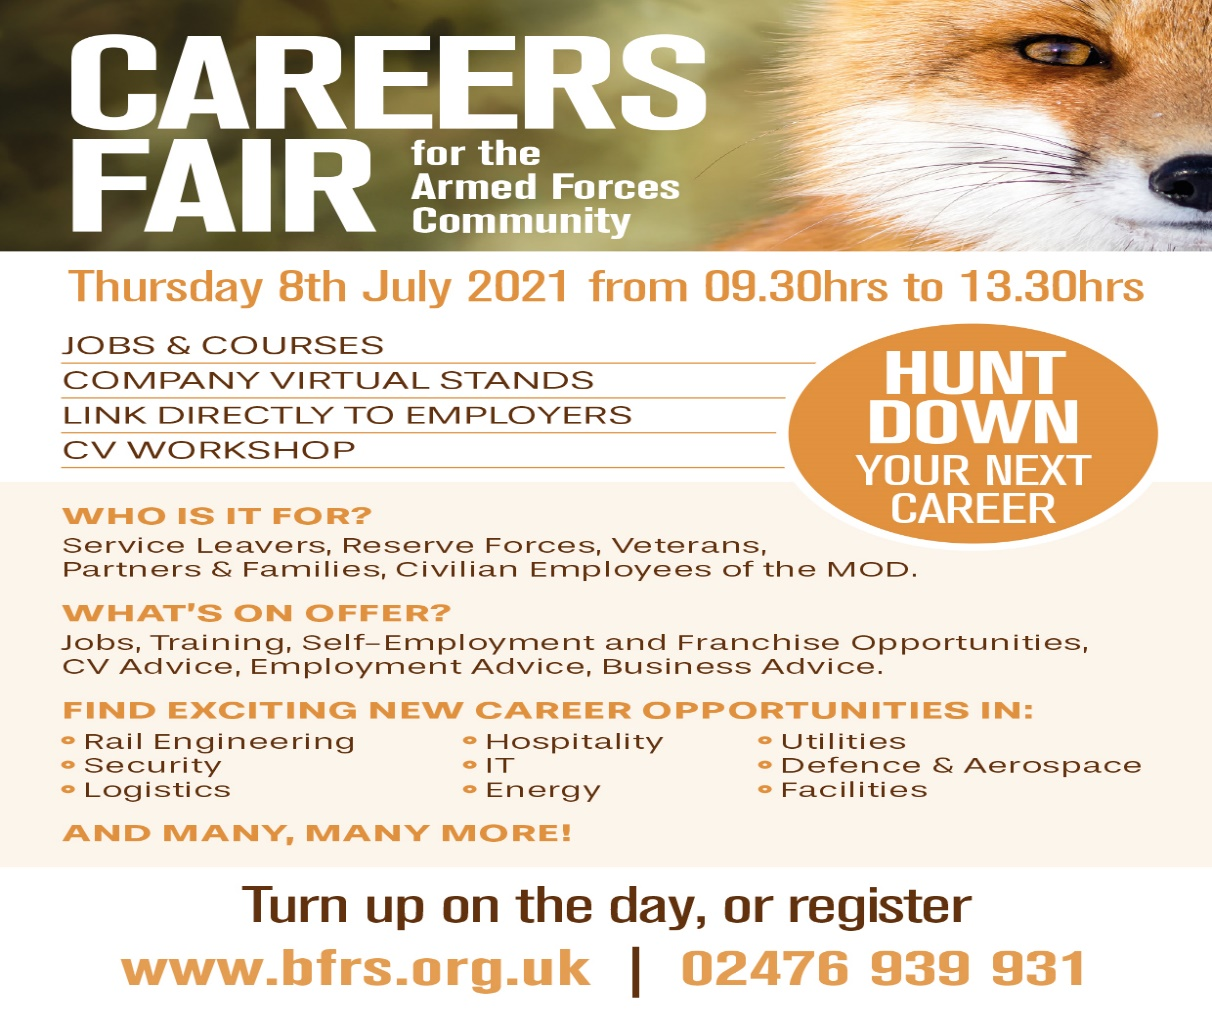 CAREERS
FAIR
for the
Armed Forces
Community
Thursday 8th July 2021 from 09.30hrs to 13.30hrs
JOBS & COURSES
COMPANY VIRTUAL STANDS
LINK DIRECTLY TO EMPLOYERS
CV WORKSHOP
HUNT
DOWN
YOUR NEXT
CAREER
WHO IS IT FOR?
Service Leavers, Reserve Forces, Veterans,
Partners & Families, Civilian Employees of the MOD.
WHAT'S ON OFFER?
Jobs, Training, Self-Employment and Franchise Opportunities,
CV Advice, Employment Advice, Business Advice.
FIND EXCITING NEW CAREER OPPORTUNITIES IN:
Rail Engineering
Security
Logistics
Hospitality
IT
Energy
Utilities
Defence & Aerospace
Facilities
AND MANY, MANY MORE!
Turn up on the day, or register
www.bfrs.org.uk | 02476 939 931